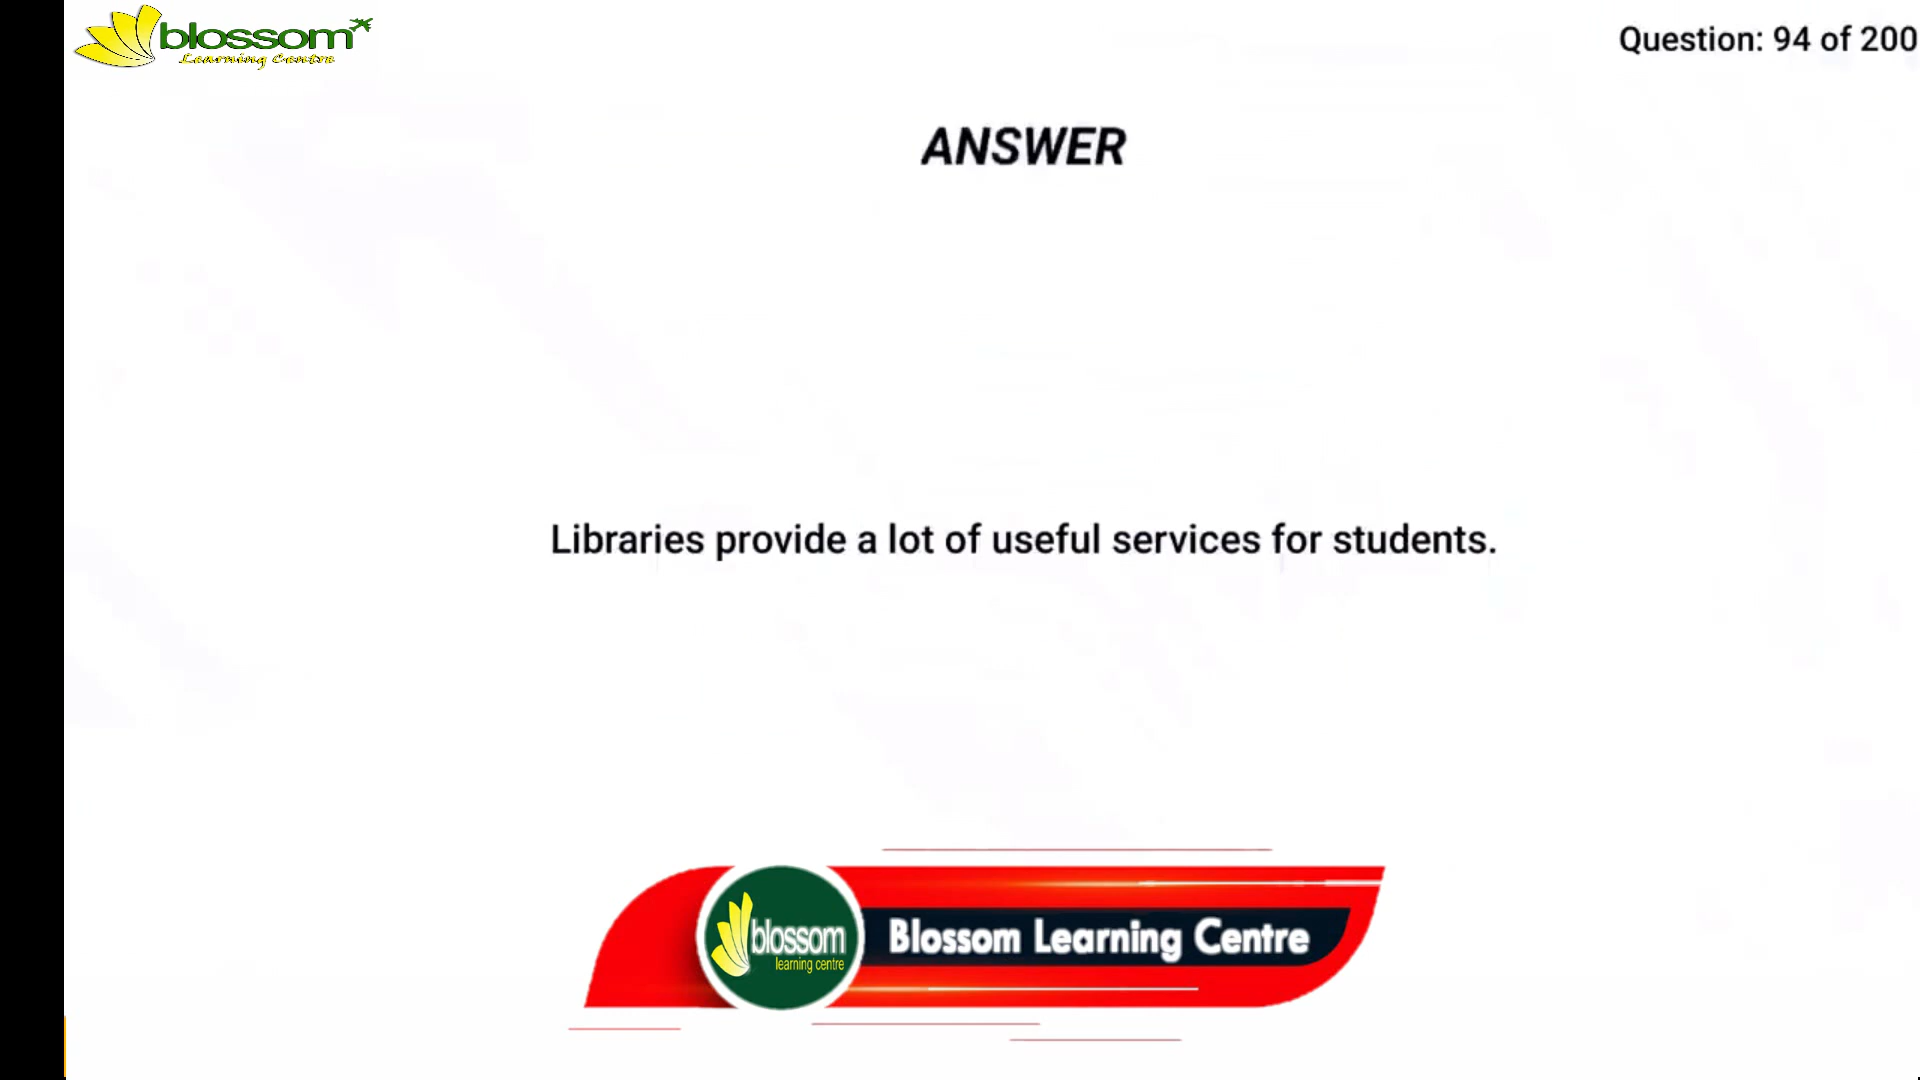 blossom
Learning Centre
Question: 94 of 200
ANSWER
Libraries provide a lot of useful services for students.
blossom
learning centre
Blossom Learning Centre